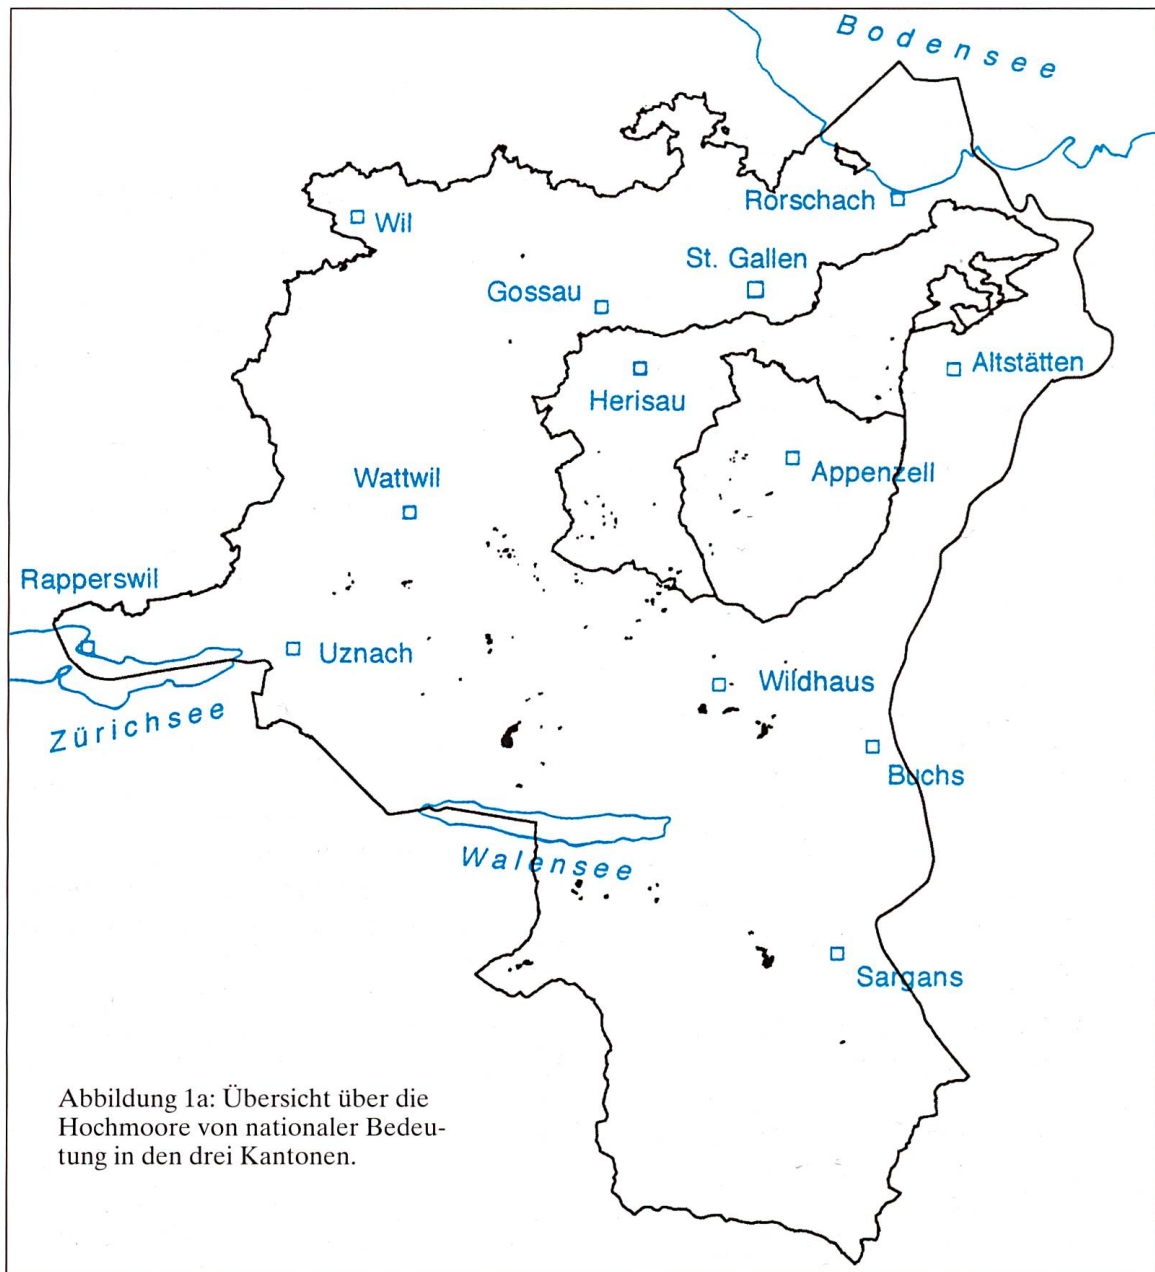 Bodensee
Rorschach
Wil
St. Gallen
Gossau
Altstätten
Herisau
Appenzell
Wattwil
Rapperswil
Uznach
Wildhaus
Zürichsee
Buchs
Walensee
Sargans
Abbildung 1a: Übersicht über die
Hochmoore von nationaler Bedeu-
tung in den drei Kantonen.